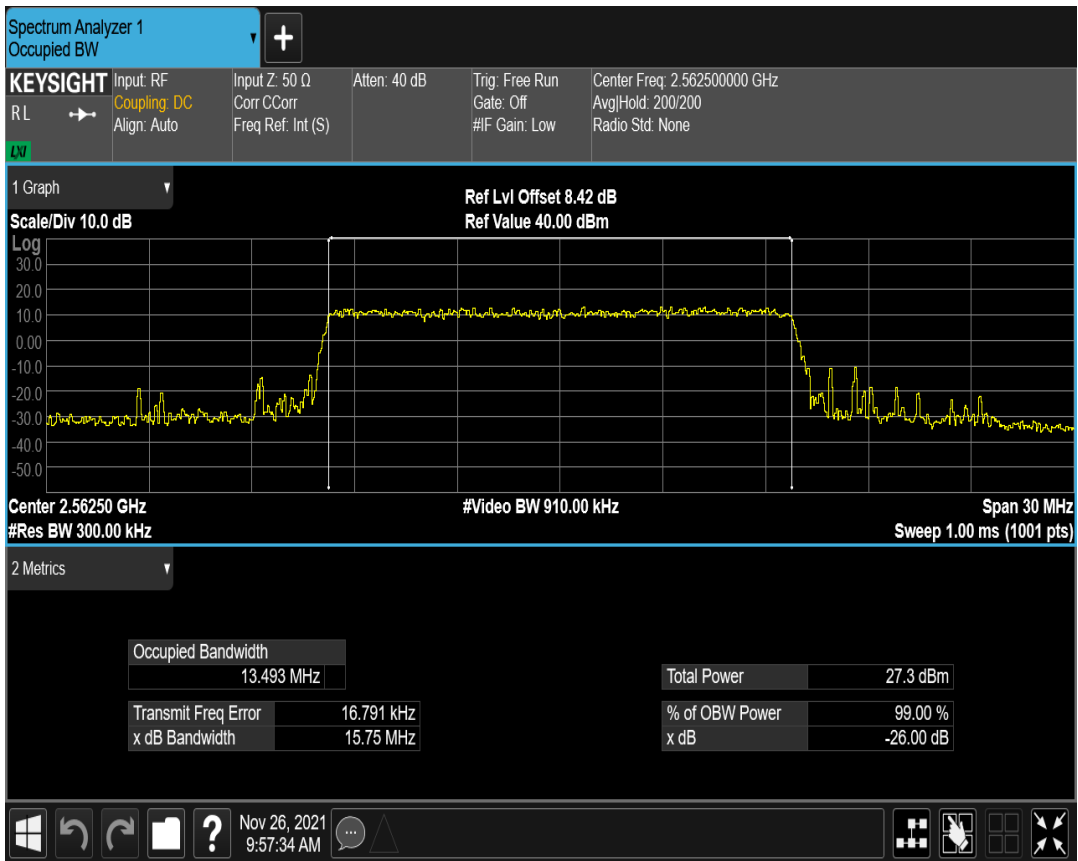 Spectrum Analyzer 1
Occupied BW
KEYSIGHT
RL
LXI
Input: RF
Coupling: DC
Align: Auto
Input Z: 50 Ω
Corr CCorr
Freq Ref: Int (S)
Atten: 40 dB
Trig: Free Run
Gate: Off
#IF Gain: Low
Center Freq: 2.562500000 GHz
Avg|Hold: 200/200
Radio Std: None
1 Graph
Scale/Div 10.0 dB
Ref Lvl Offset 8.42 dB
Ref Value 40.00 dBm
Log
30.0
20.0
10.0
0.00
-10.0
-20.0
-30.0
-40.0
-50.0
Center 2.56250 GHz
#Video BW 910.00 kHz
Span 30 MHz
#Res BW 300.00 kHz
Sweep 1.00 ms (1001 pts)
2 Metrics
Occupied Bandwidth
13.493 MHz
Total Power 27.3 dBm
Transmit Freq Error 16.791 kHz
% of OBW Power 99.00 %
x dB Bandwidth 15.75 MHz
x dB -26.00 dB
Nov 26, 2021
9:57:34 AM